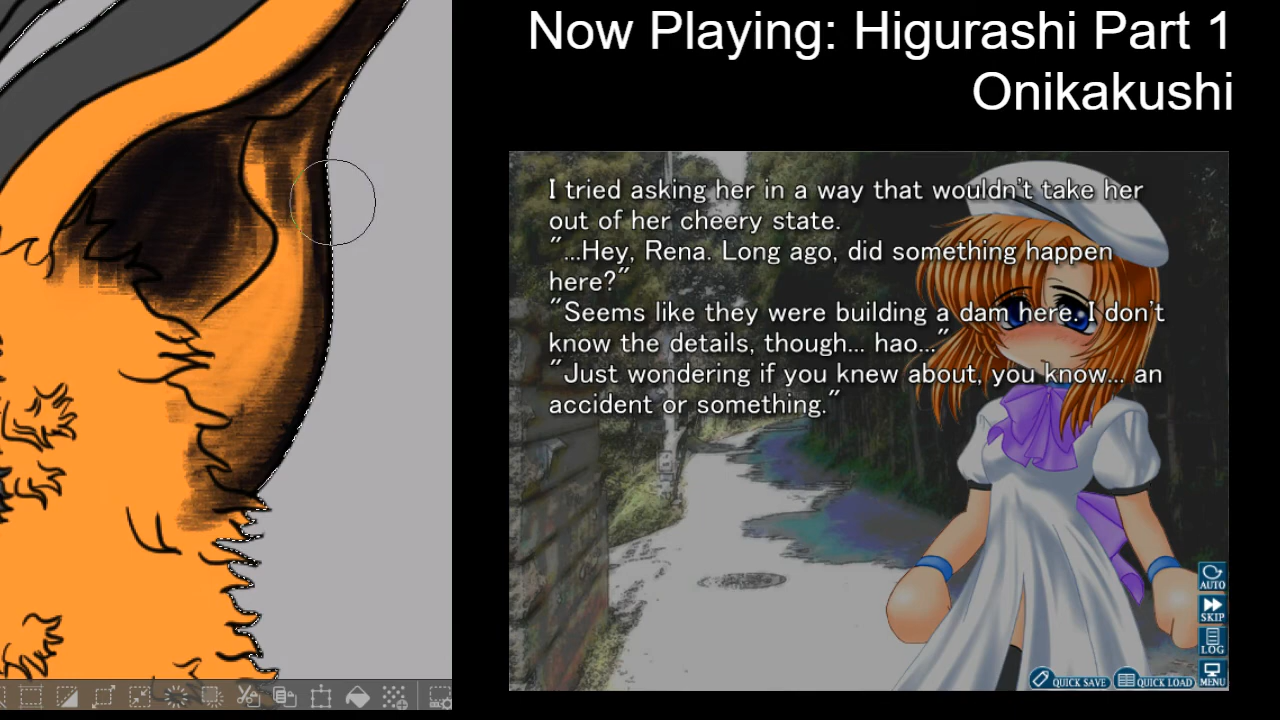 Now Playing: Higurashi Part 1
Onikakushi
I tried asking her in a way that wouldn't take her
out of her cheery state.
"...Hey, Rena. Long ago, did something happen
here?"
"Seems like they were building a dam here. I don't
know the details, though... hao..."
"Just wondering if you knew about, you know... an
accident or something."
AUTO
SKIP
LOG
MENU
QUICK SAVE
QUICK LOAD